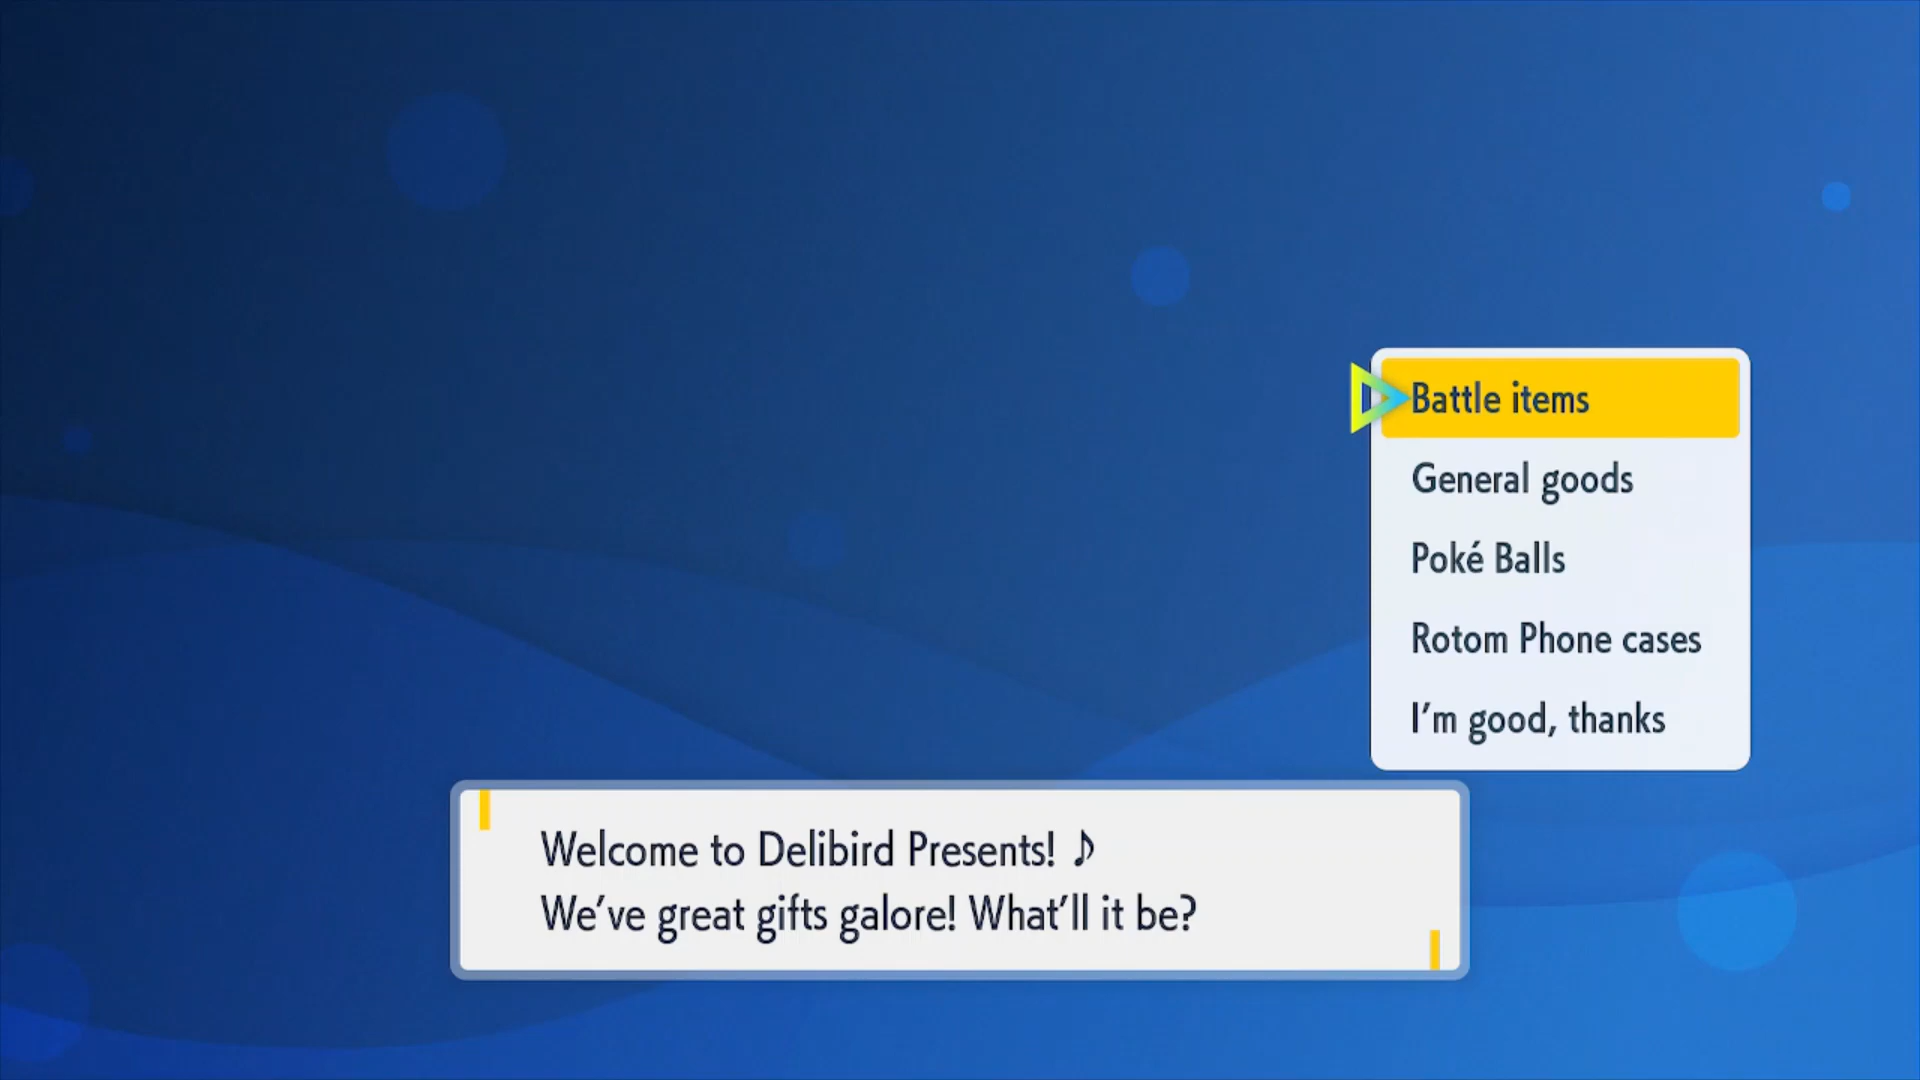 Battle items
General goods
Poké Balls
Rotom Phone cases
I'm good, thanks
Welcome to Delibird Presents! ♪
We've great gifts galore! What'll it be?